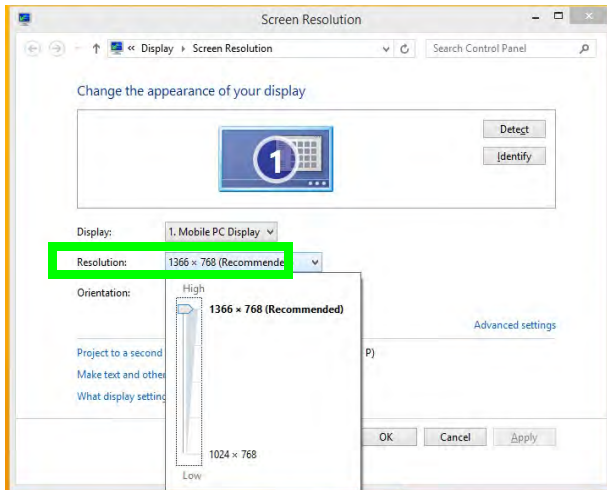 Screen Resolution
« Display Screen Resolution
Search Control Panel
Change the appearance of your display
1
Detect
Identify
Display: 1. Mobile PC Display
Resolution: 1366 × 768 (Recommende
Orientation:
High
1366 × 768 (Recommended)
Advanced settings
Project to a second P)
Make text and other
What display setting
OK Cancel Apply
1024 × 768
Low